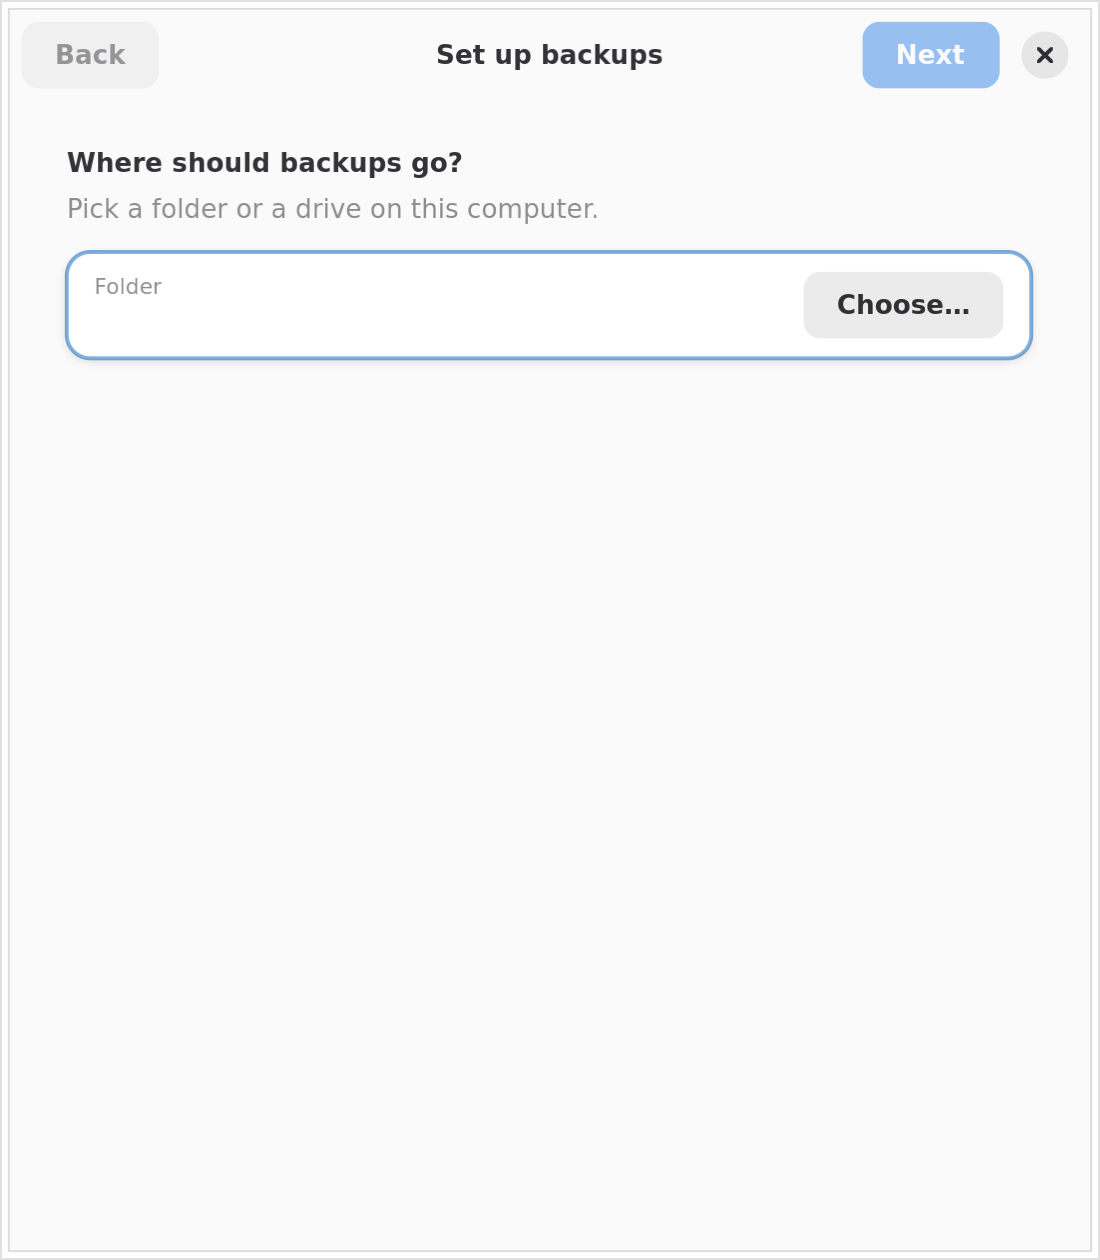 Back
Set up backups
Next
Where should backups go?
Pick a folder or a drive on this computer.
Folder
Choose…